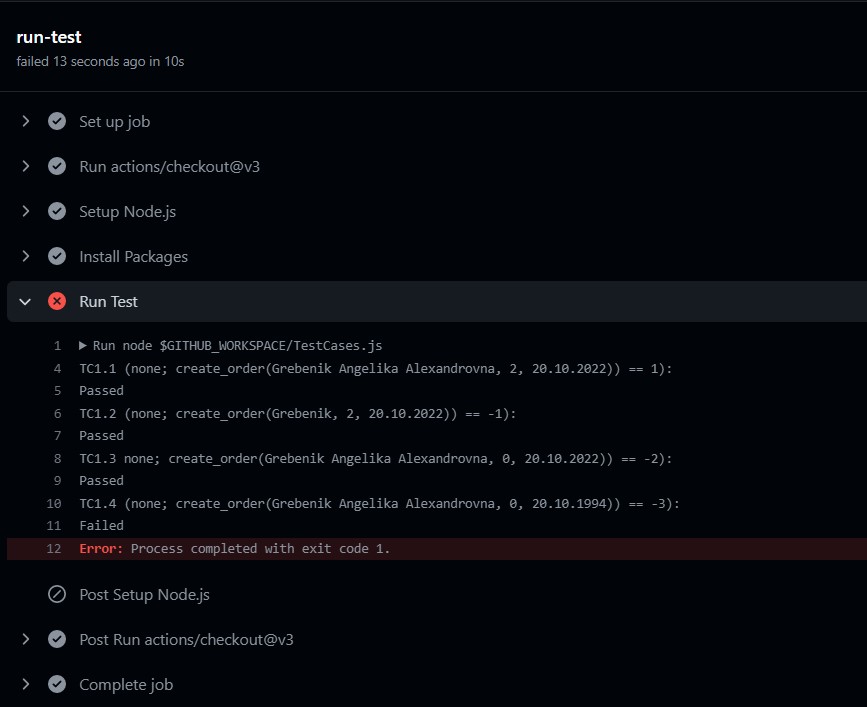 run-test
failed 13 seconds ago in 10s
Set up job
Run actions/checkout@v3
Setup Node.js
Install Packages
Run Test
1 ▶ Run node $GITHUB_WORKSPACE/TestCases.js
4 TC1.1 (none; create_order(Grebenik Angelika Alexandrovna, 2, 20.10.2022)) == 1):
5 Passed
6 TC1.2 (none; create_order(Grebenik, 2, 20.10.2022)) == -1):
7 Passed
8 TC1.3 none; create_order(Grebenik Angelika Alexandrovna, 0, 20.10.2022)) == -2):
9 Passed
10 TC1.4 (none; create_order(Grebenik Angelika Alexandrovna, 0, 20.10.1994)) == -3):
11 Failed
12 Error: Process completed with exit code 1.
Post Setup Node.js
Post Run actions/checkout@v3
Complete job